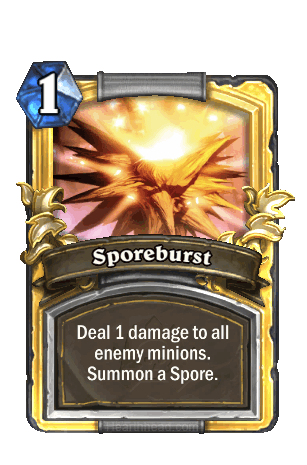 1
Sporeburst
Deal 1 damage to all
enemy minions.
Summon a Spore.